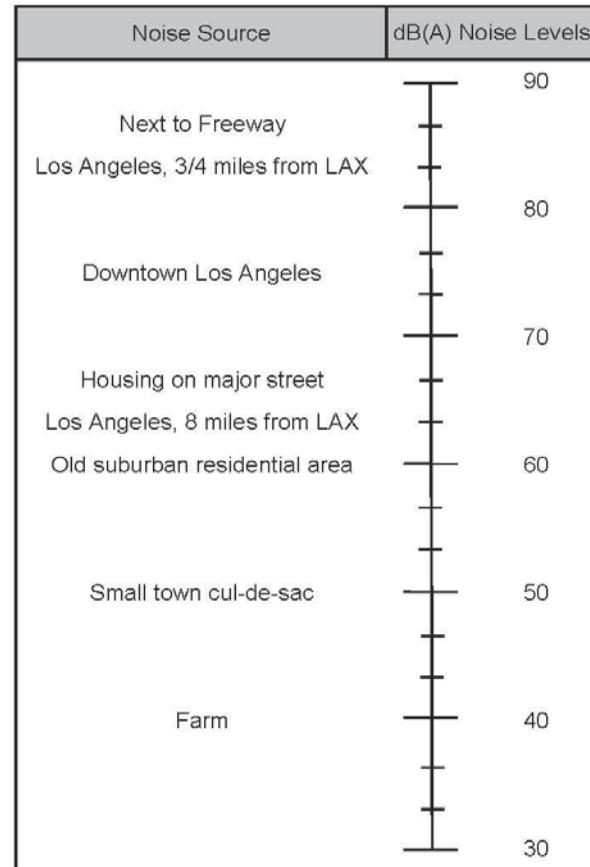 Noise Source dB(A) Noise Levels
90
Next to Freeway
Los Angeles, 3/4 miles from LAX
80
Downtown Los Angeles
70
Housing on major street
Los Angeles, 8 miles from LAX
Old suburban residential area 60
Small town cul-de-sac 50
Farm 40
30